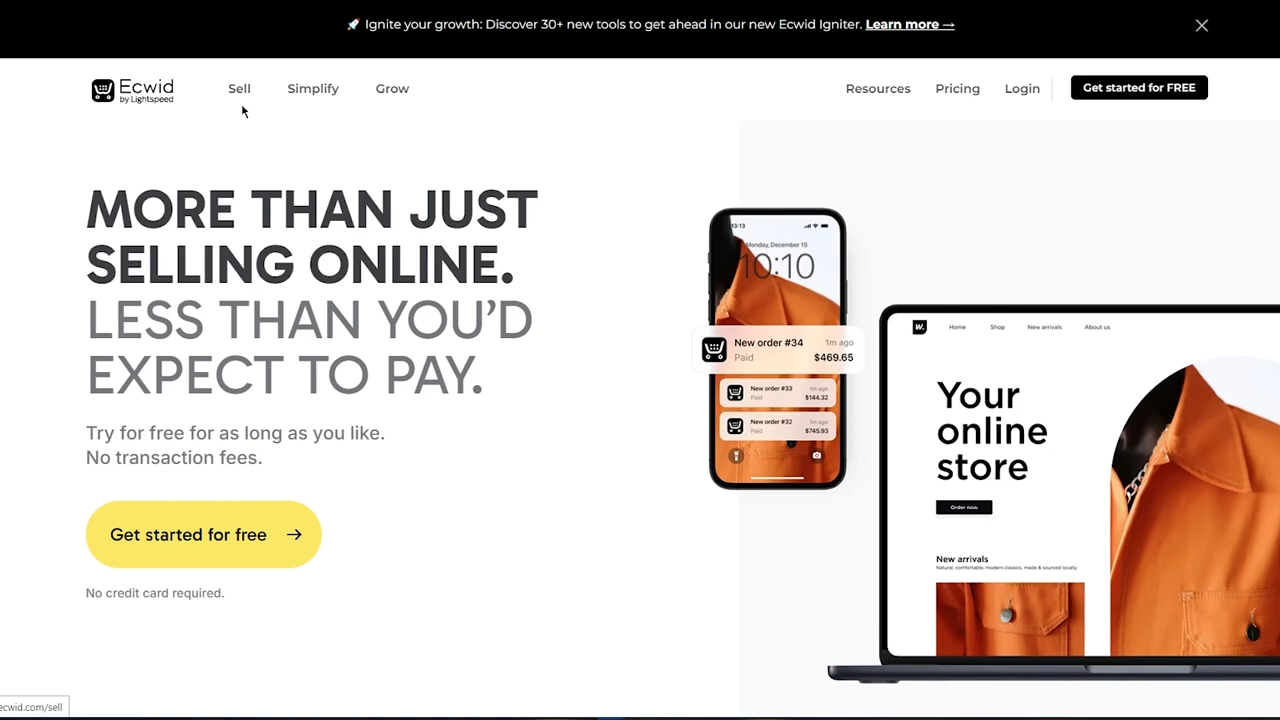 🚀 Ignite your growth: Discover 30+ new tools to get ahead in our new Ecwid Igniter. Learn more →
Ecwid
by Lightspeed
Sell
Simplify
Grow
Resources
Pricing
Login
Get started for FREE
MORE THAN JUST
SELLING ONLINE.
LESS THAN YOU’D
EXPECT TO PAY.
Try for free for as long as you like.
No transaction fees.
Get started for free →
No credit card required.
13:13
Monday, December 15
10:10
New order #34
1m ago
Paid
$469.65
New order #33
1m ago
Paid
$144.32
New order #32
1m ago
Paid
$745.93
W.
Home
Shop
New arrivals
About us
Your
online
store
Order now
New arrivals
Natural, comfortable, modern classics, made & sourced locally.
ecwid.com/sell